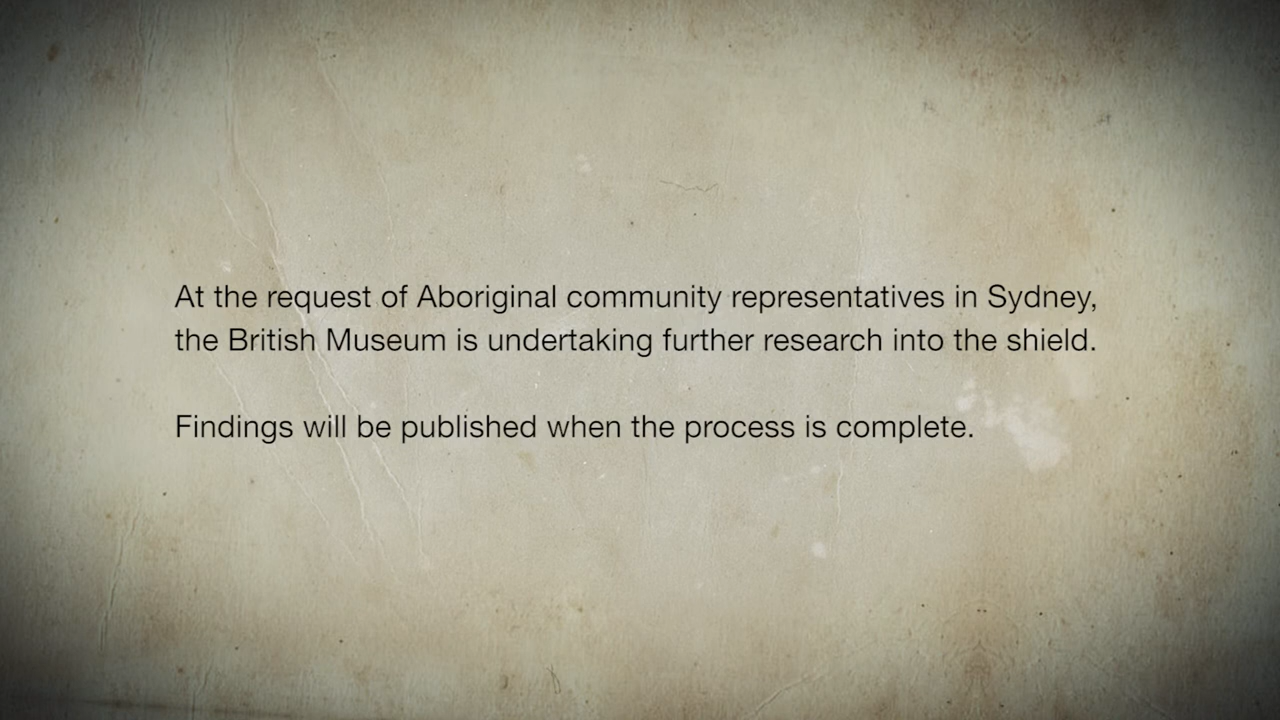 At the request of Aboriginal community representatives in Sydney,
the British Museum is undertaking further research into the shield.
Findings will be published when the process is complete.